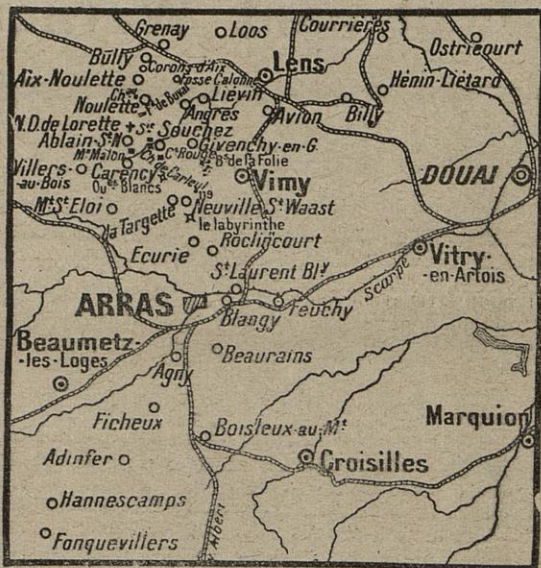 Grenay
Loos
Courrières
Ostricourt
Bully
Corons d'Aix
Fosse Calonne
Lens
Aix-Noulette
Hénin-Liétard
Noulette
Liévin
Angres
Avion
Billy
N.D. de Lorette
Souchez
Ablain-St-N
Givenchy-en-G.
Bs de la Folie
Villers-
-au-Bois
Carency
Vimy
DOUAI
Mt St Eloi
la Targette
Neuville St Waast
le labyrinthe
Ecurie
Roclincourt
Vitry-
-en-Artois
Scarpe
St Laurent Bly
ARRAS
Blangy
Feuchy
Beaumetz-
-les-Loges
Agny
Beaurains
Ficheux
Marquion
Boisleux-au-Mt
Adinfer
Croisilles
Hannescamps
Fonquevillers
Albert